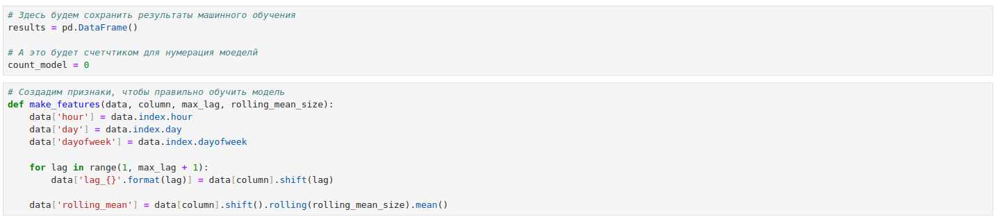 # Здесь будем сохранить результаты машинного обучения
results = pd.DataFrame()
# А это будет счетчтиком для нумерация моеделй
count_model = 0
# Создадим признаки, чтобы правильно обучить модель
def make_features(data, column, max_lag, rolling_mean_size):
    data['hour'] = data.index.hour
    data['day'] = data.index.day
    data['dayofweek'] = data.index.dayofweek
    for lag in range(1, max_lag + 1):
        data['lag_{}'.format(lag)] = data[column].shift(lag)
    data['rolling_mean'] = data[column].shift().rolling(rolling_mean_size).mean()